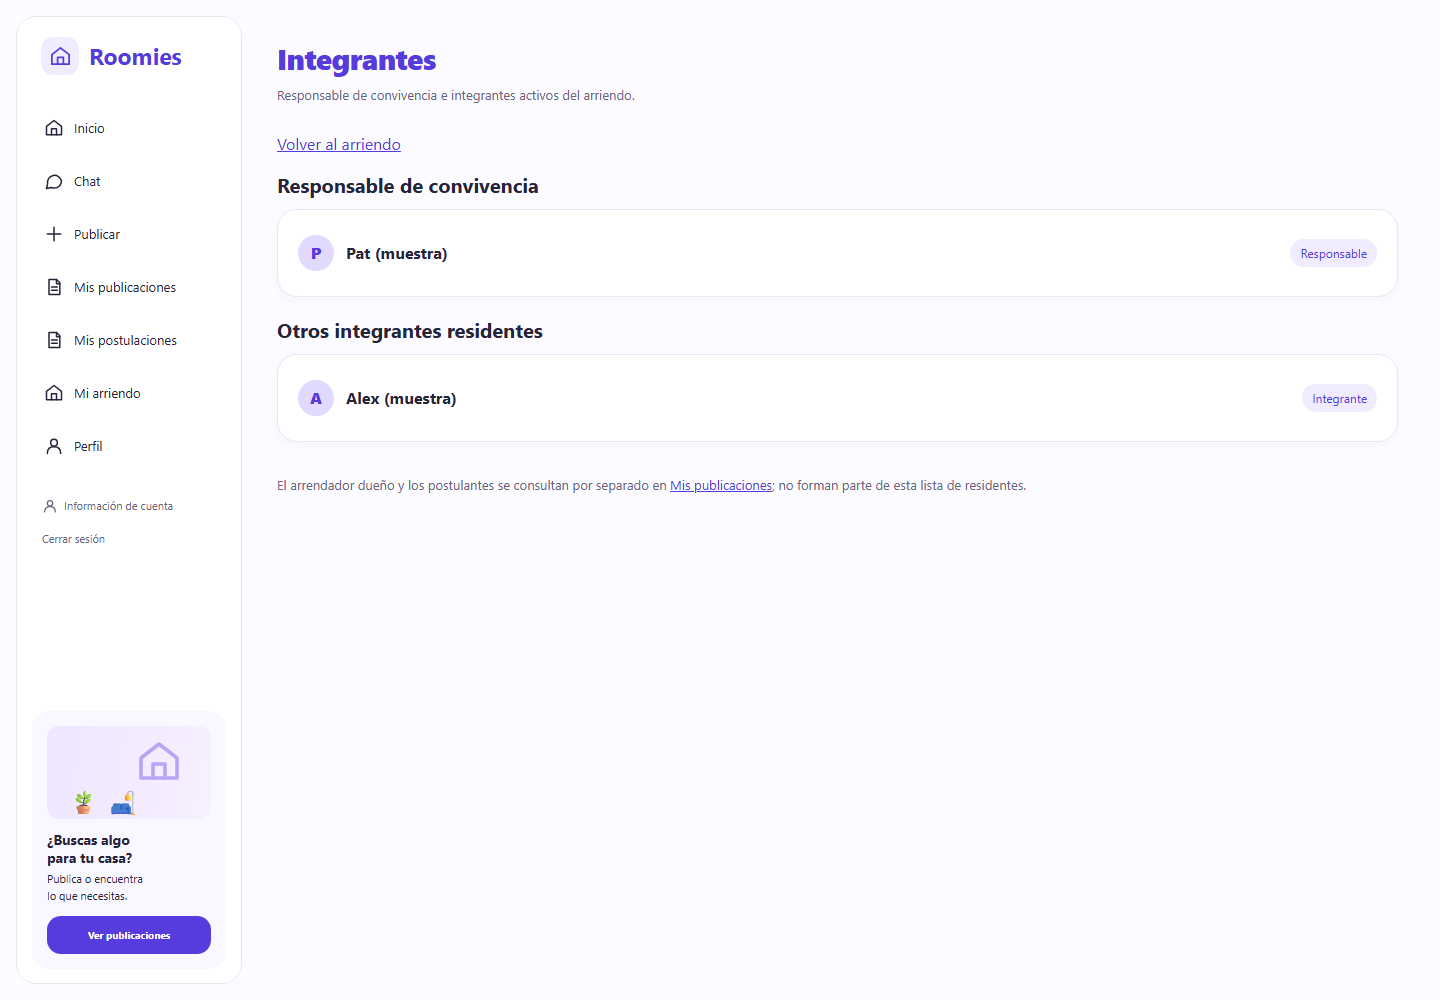 Roomies
Inicio
Chat
Publicar
Mis publicaciones
Mis postulaciones
Mi arriendo
Perfil
Información de cuenta
Cerrar sesión
¿Buscas algo
para tu casa?
Publica o encuentra
lo que necesitas.
Ver publicaciones
Integrantes
Responsable de convivencia e integrantes activos del arriendo.
Volver al arriendo
Responsable de convivencia
P Pat (muestra) Responsable
Otros integrantes residentes
A Alex (muestra) Integrante
El arrendador dueño y los postulantes se consultan por separado en Mis publicaciones; no forman parte de esta lista de residentes.